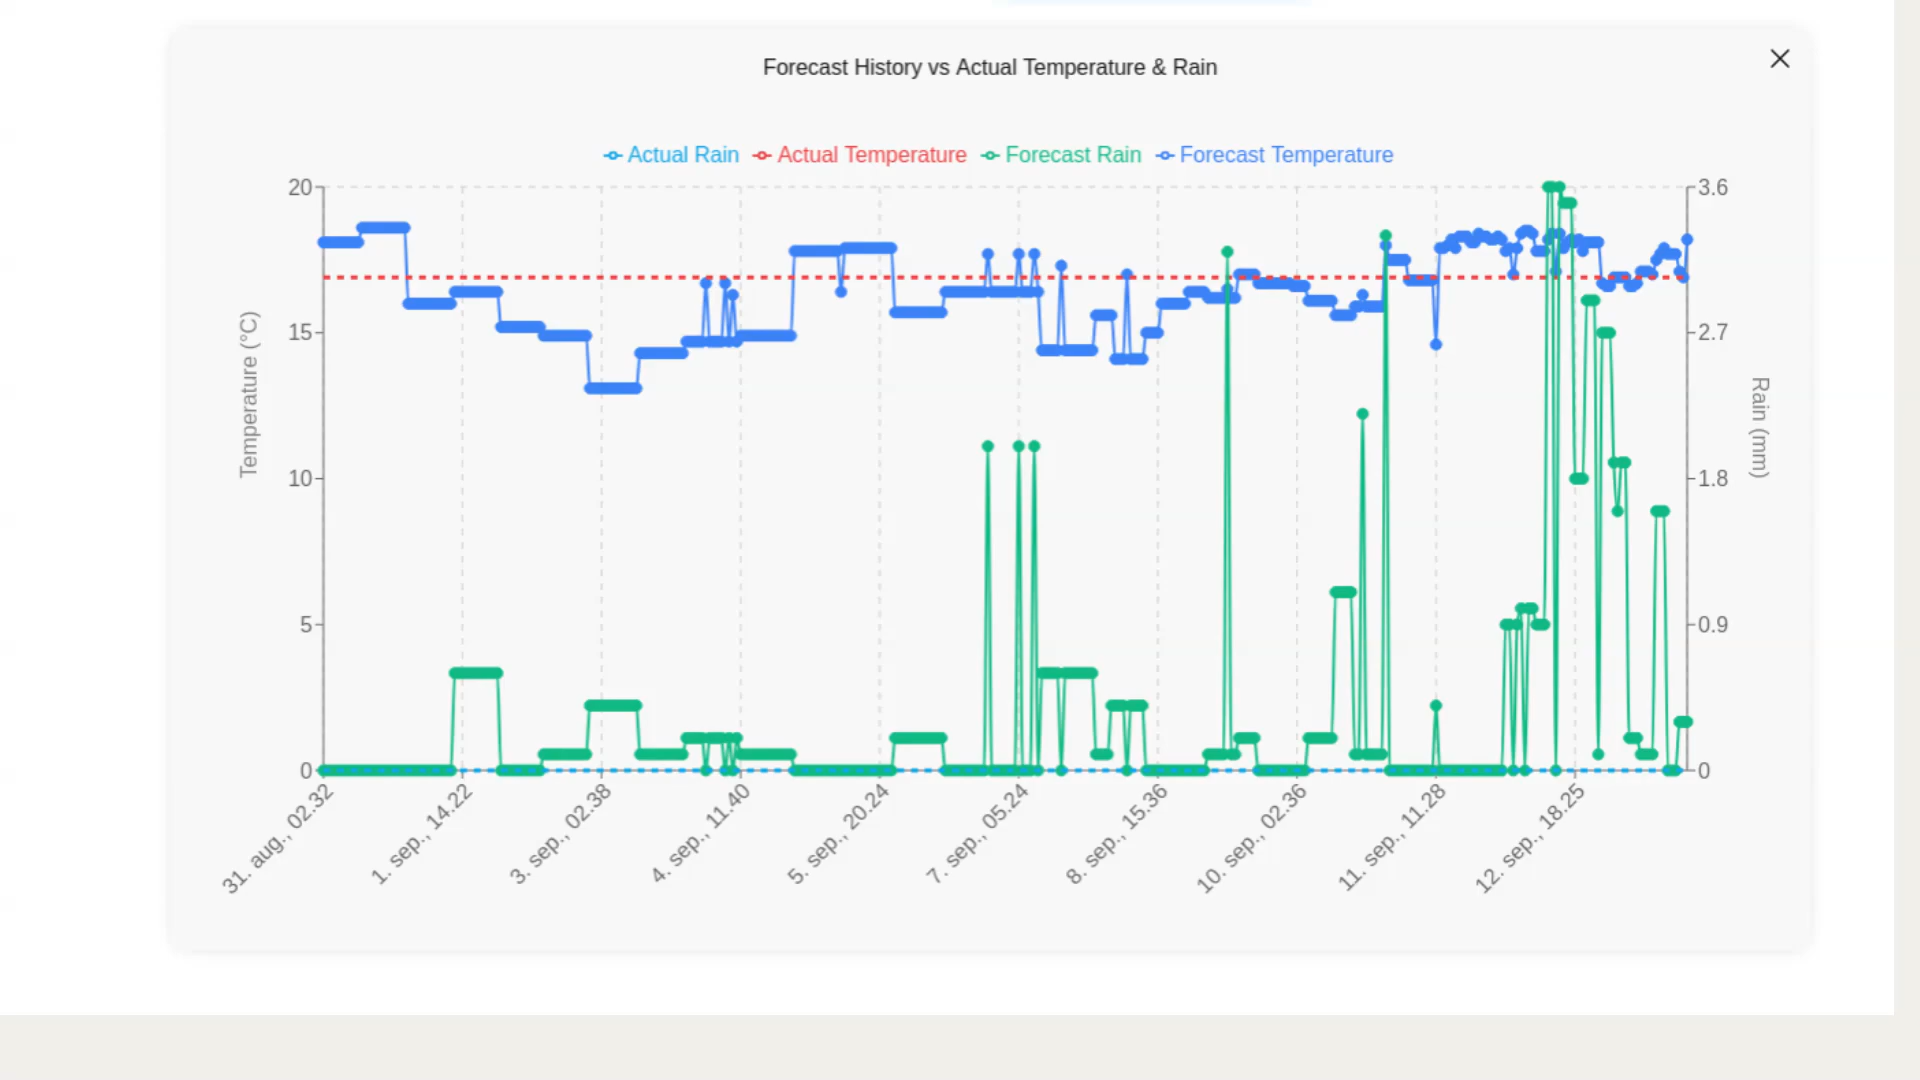 Forecast History vs Actual Temperature & Rain
Actual Rain
Actual Temperature
Forecast Rain
Forecast Temperature
20
15
10
5
0
Temperature (°C)
3.6
2.7
1.8
0.9
0
Rain (mm)
31. aug., 02.32
1. sep., 14.22
3. sep., 02.38
4. sep., 11.40
5. sep., 20.24
7. sep., 05.24
8. sep., 15.36
10. sep., 02.36
11. sep., 11.28
12. sep., 18.25